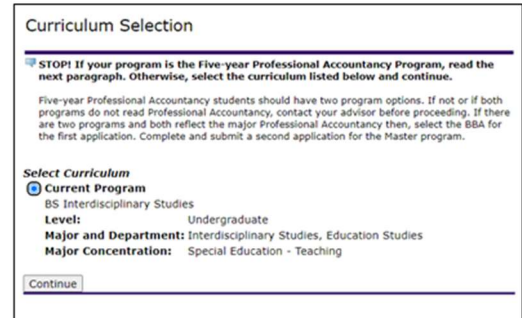 Curriculum Selection
STOP! If your program is the Five-year Professional Accountancy Program, read the
next paragraph. Otherwise, select the curriculum listed below and continue.
Five-year Professional Accountancy students should have two program options. If not or if both
programs do not read Professional Accountancy, contact your advisor before proceeding. If there
are two programs and both reflect the major Professional Accountancy then, select the BBA for
the first application. Complete and submit a second application for the Master program.
Select Curriculum
Current Program
BS Interdisciplinary Studies
Level: Undergraduate
Major and Department: Interdisciplinary Studies, Education Studies
Major Concentration: Special Education - Teaching
Continue